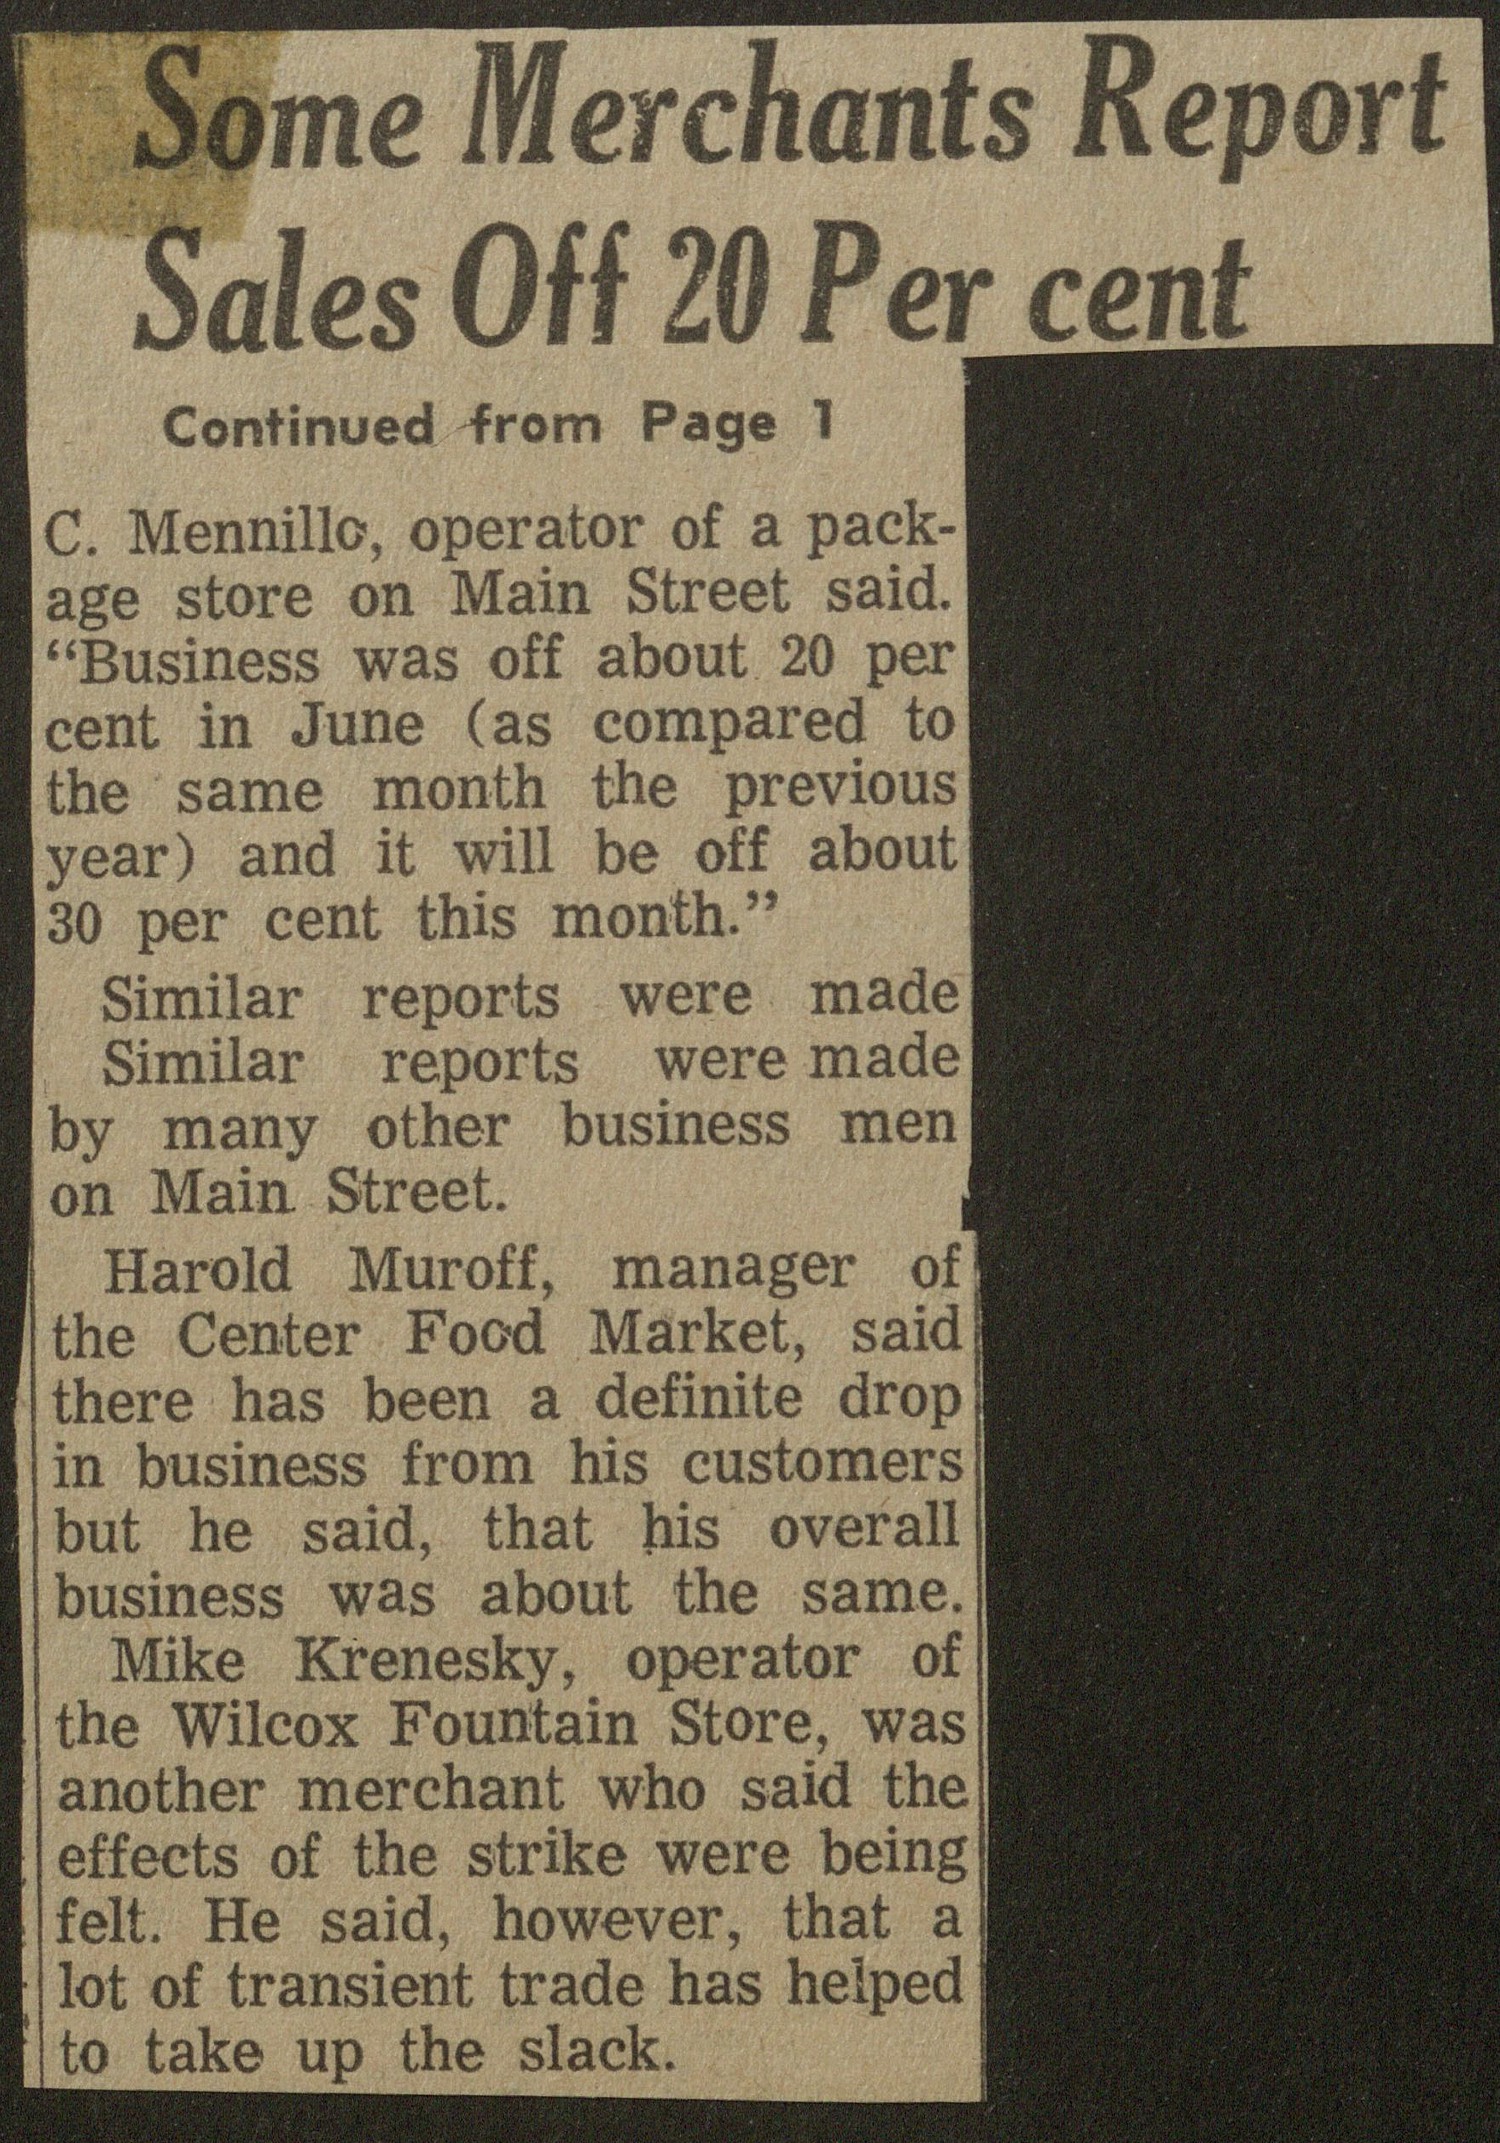 Some Merchants Report
Sales Off 20 Per cent
Continued from Page 1
C. Mennillo, operator of a pack-
age store on Main Street said.
“Business was off about 20 per
cent in June (as compared to
the same month the previous
year) and it will be off about
30 per cent this month.”
Similar reports were made
Similar reports were made
by many other business men
on Main Street.
Harold Muroff, manager of
the Center Food Market, said
there has been a definite drop
in business from his customers
but he said, that his overall
business was about the same.
Mike Krenesky, operator of
the Wilcox Fountain Store, was
another merchant who said the
effects of the strike were being
felt. He said, however, that a
lot of transient trade has helped
to take up the slack.